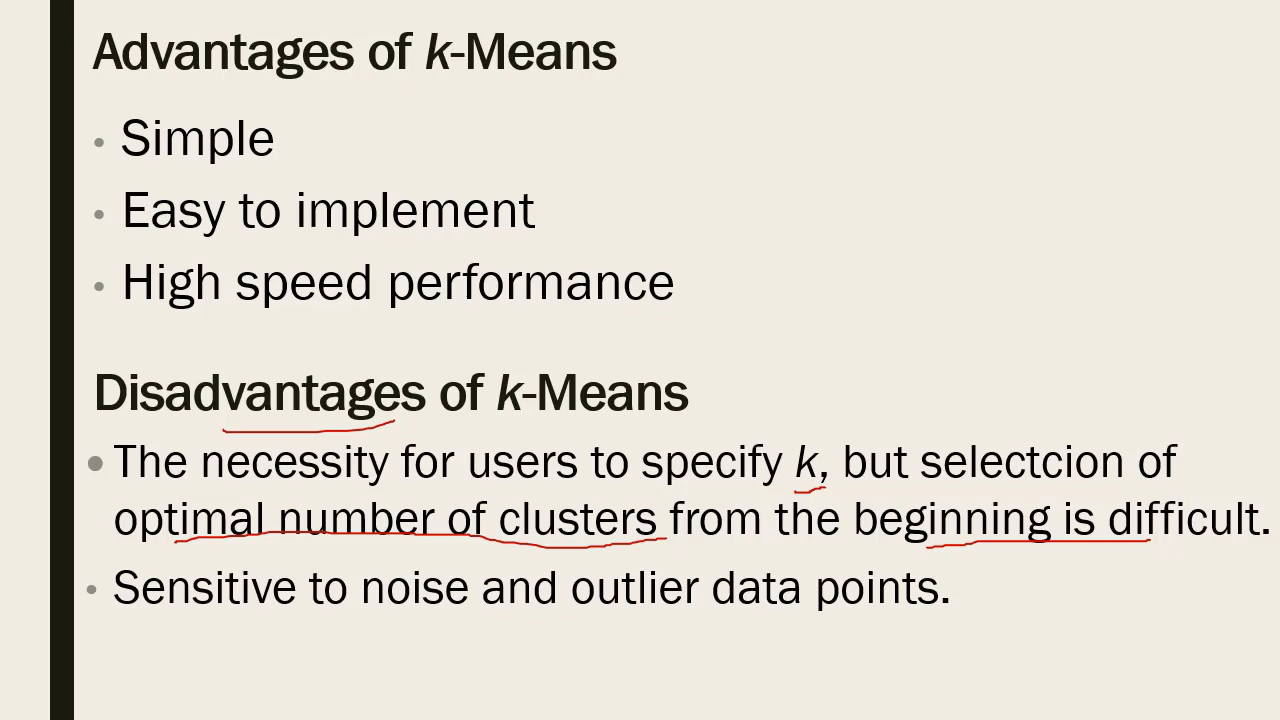 Advantages of k-Means
• Simple
• Easy to implement
• High speed performance
Disadvantages of k-Means
• The necessity for users to specify k, but selectcion of
optimal number of clusters from the beginning is difficult.
• Sensitive to noise and outlier data points.